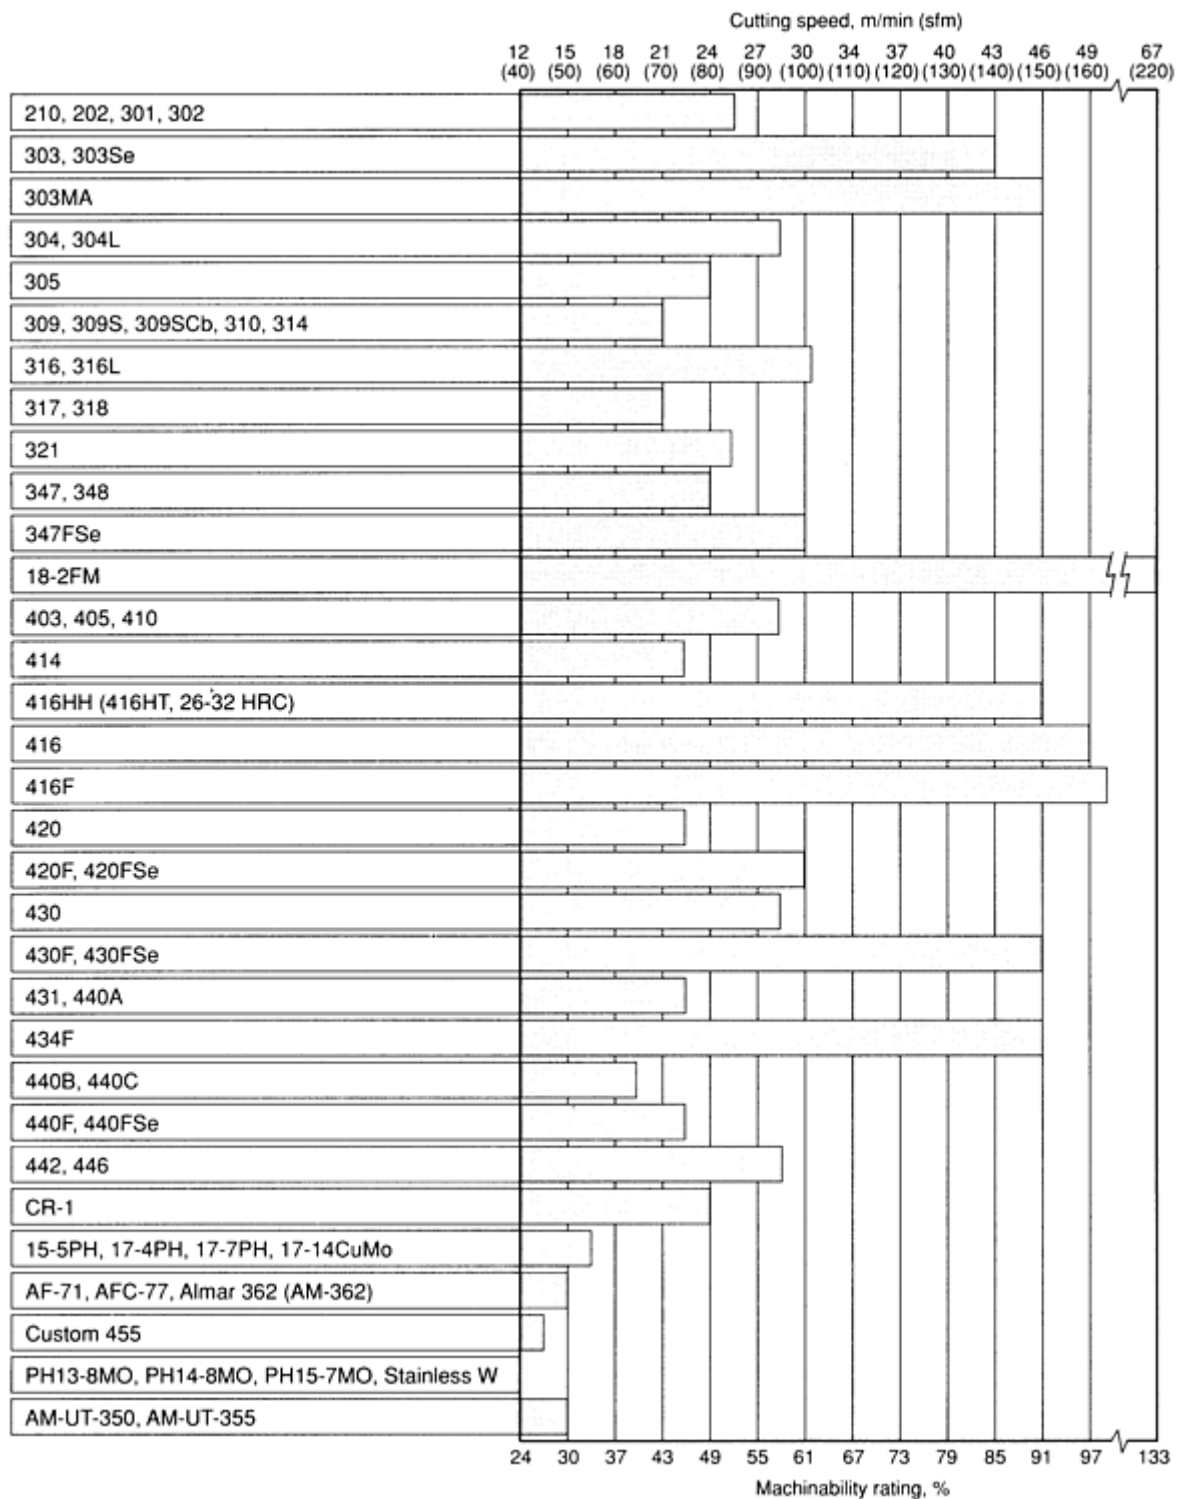 Cutting speed, m/min (sfm)
12 15 18 21 24 27 30 34 37 40 43 46 49 67
(40) (50) (60) (70) (80) (90) (100) (110) (120) (130) (140) (150) (160) (220)
210, 202, 301, 302
303, 303Se
303MA
304, 304L
305
309, 309S, 309SCb, 310, 314
316, 316L
317, 318
321
347, 348
347FSe
18-2FM
403, 405, 410
414
416HH (416HT, 26-32 HRC)
416
416F
420
420F, 420FSe
430
430F, 430FSe
431, 440A
434F
440B, 440C
440F, 440FSe
442, 446
CR-1
15-5PH, 17-4PH, 17-7PH, 17-14CuMo
AF-71, AFC-77, Almar 362 (AM-362)
Custom 455
PH13-8MO, PH14-8MO, PH15-7MO, Stainless W
AM-UT-350, AM-UT-355
24 30 37 43 49 55 61 67 73 79 85 91 97 133
Machinability rating, %